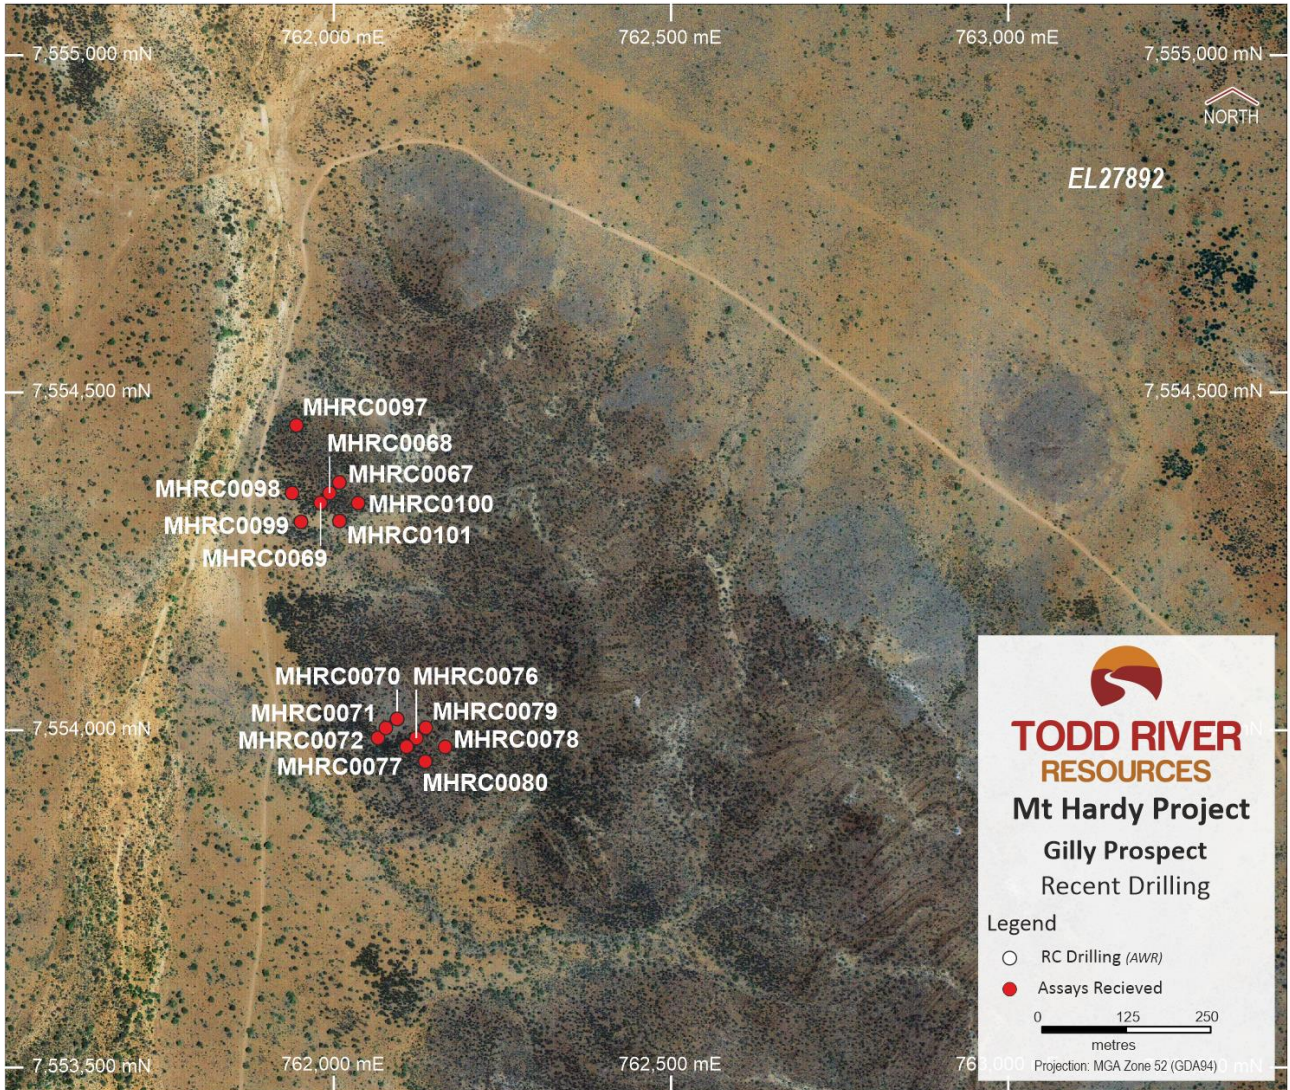 762,000 mE
762,500 mE
763,000 mE
7,555,000 mN
7,555,000 mN
NORTH
EL27892
7,554,500 mN
7,554,500 mN
MHRC0097
MHRC0068
MHRC0067
MHRC0098
MHRC0100
MHRC0099
MHRC0101
MHRC0069
MHRC0070
MHRC0076
MHRC0071
MHRC0079
7,554,000 mN
MHRC0072
MHRC0078
MHRC0077
MHRC0080
TODD RIVER
RESOURCES
Mt Hardy Project
Gilly Prospect
Recent Drilling
Legend
RC Drilling (AWR)
Assays Recieved
0 125 250
metres
Projection: MGA Zone 52 (GDA94)
7,553,500 mN
762,000 mE
762,500 mE